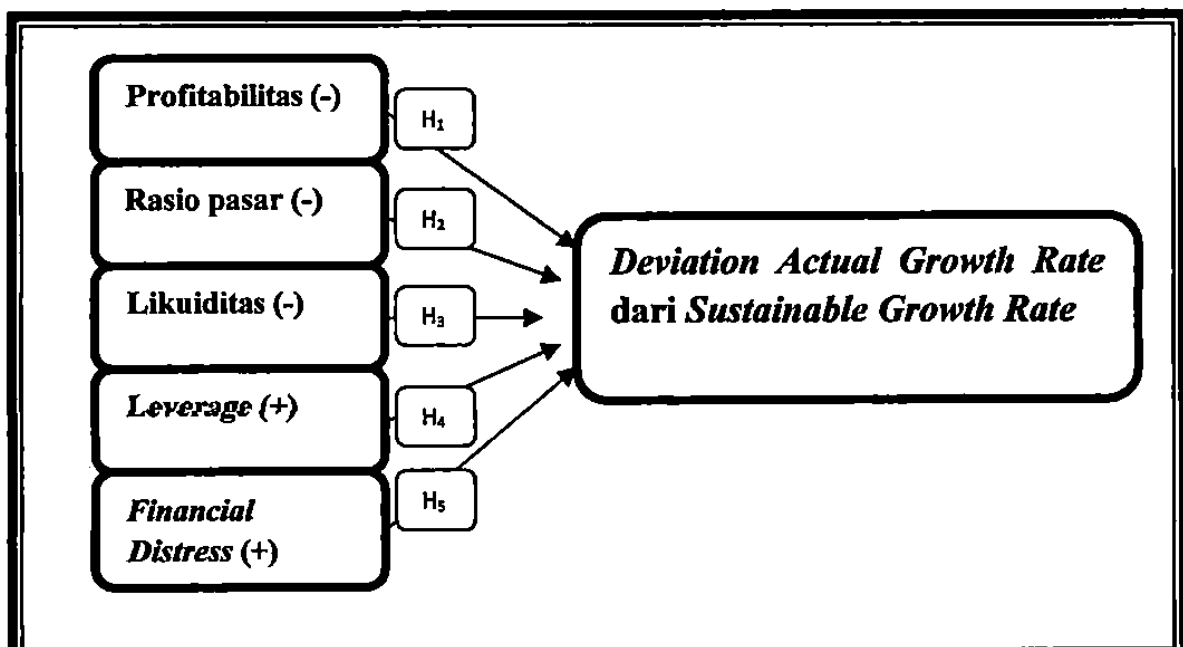 Profitabilitas (-)
H₁
Rasio pasar (-)
H₂
Likuiditas (-)
H₃
Leverage (+)
H₄
Financial
Distress (+)
H₅
Deviation Actual Growth Rate
dari Sustainable Growth Rate